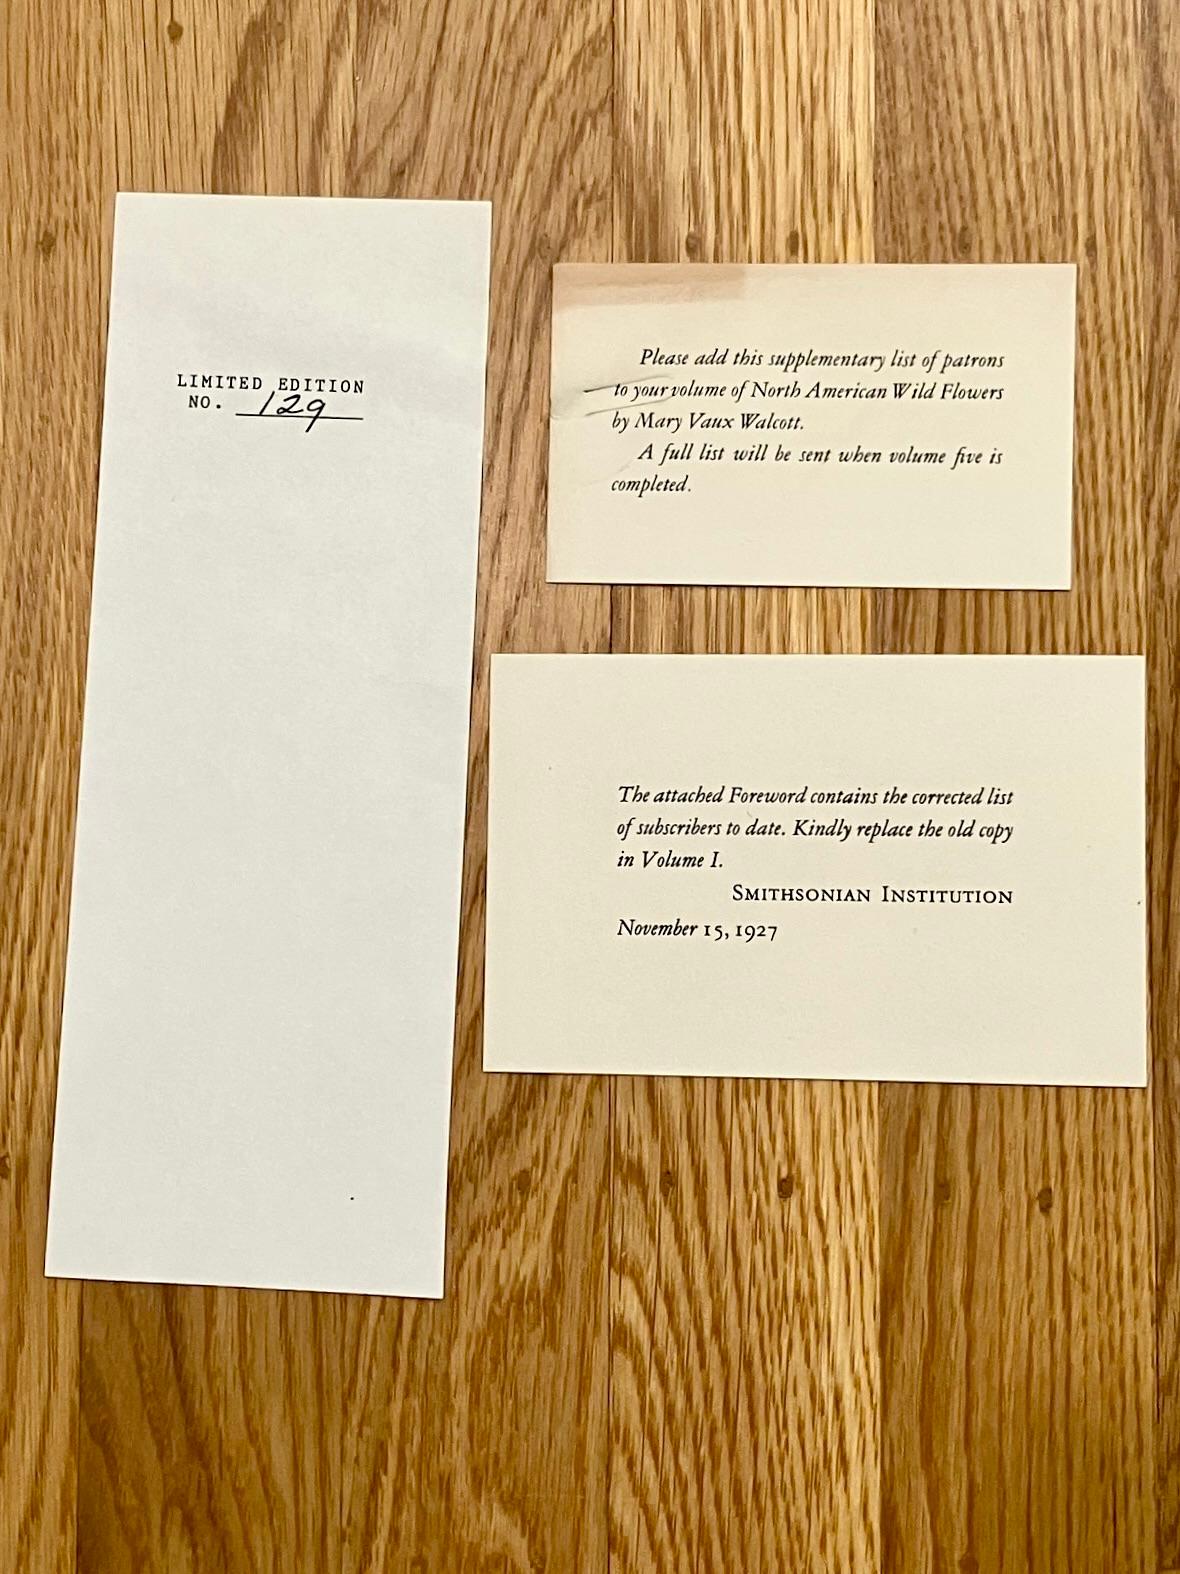 LIMITED EDITION
NO. 129
Please add this supplementary list of patrons
to your volume of North American Wild Flowers
by Mary Vaux Walcott.
A full list will be sent when volume five is
completed.
The attached Foreword contains the corrected list
of subscribers to date. Kindly replace the old copy
in Volume I.
SMITHSONIAN INSTITUTION
November 15, 1927